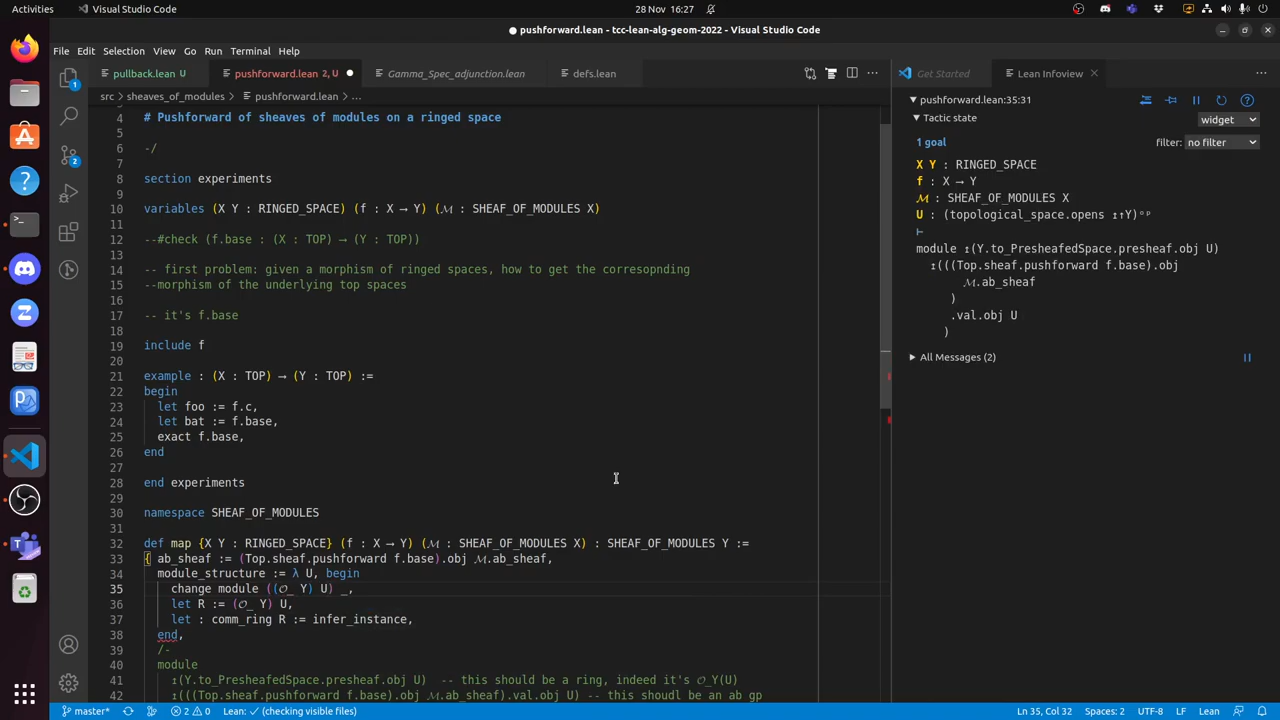 Activities
Visual Studio Code
28 Nov 16:27
● pushforward.lean - tcc-lean-alg-geom-2022 - Visual Studio Code
File Edit Selection View Go Run Terminal Help
pullback.lean U
pushforward.lean 2, U ●
Gamma_Spec_adjunction.lean
defs.lean
Get Started
Lean Infoview
src > sheaves_of_modules > pushforward.lean > ...
4 # Pushforward of sheaves of modules on a ringed space
5
6 -/
7
8 section experiments
9
10 variables (X Y : RINGED_SPACE) (f : X ⟶ Y) (ℳ : SHEAF_OF_MODULES X)
11
12 --#check (f.base : (X : TOP) ⟶ (Y : TOP))
13
14 -- first problem: given a morphism of ringed spaces, how to get the corresopnding
15 --morphism of the underlying top spaces
16
17 -- it's f.base
18
19 include f
20
21 example : (X : TOP) ⟶ (Y : TOP) :=
22 begin
23 let foo := f.c,
24 let bat := f.base,
25 exact f.base,
26 end
27
28 end experiments
29
30 namespace SHEAF_OF_MODULES
31
32 def map {X Y : RINGED_SPACE} (f : X ⟶ Y) (ℳ : SHEAF_OF_MODULES X) : SHEAF_OF_MODULES Y :=
33 { ab_sheaf := (Top.sheaf.pushforward f.base).obj ℳ.ab_sheaf,
34 module_structure := λ U, begin
35 change module ((𝒪_ Y) U) _,
36 let R := (𝒪_ Y) U,
37 let : comm_ring R := infer_instance,
38 end,
39 /-
40 module
41 ↥(Y.to_PresheafedSpace.presheaf.obj U) -- this should be a ring, indeed it's 𝒪_Y(U)
42 ↥(((Top.sheaf.pushforward f.base).obj ℳ.ab_sheaf).val.obj U) -- this shoudl be an ab gp
pushforward.lean:35:31
Tactic state
widget
1 goal
filter: no filter
X Y : RINGED_SPACE
f : X ⟶ Y
ℳ : SHEAF_OF_MODULES X
U : (topological_space.opens ↥↑Y)ᵒᵖ
⊢
module ↥(Y.to_PresheafedSpace.presheaf.obj U)
↥(((Top.sheaf.pushforward f.base).obj
ℳ.ab_sheaf
)
.val.obj U
)
All Messages (2)
1
2
master*
2 0
Lean: ✓ (checking visible files)
Ln 35, Col 32
Spaces: 2
UTF-8
LF
Lean